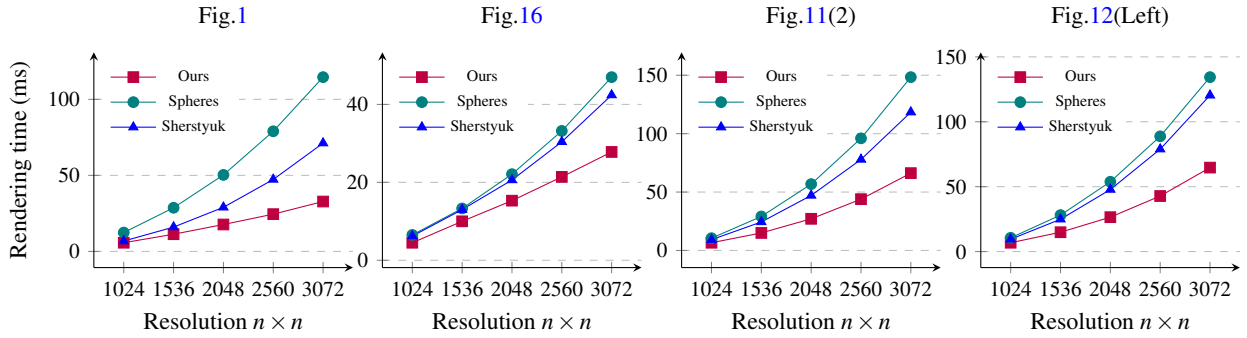 Fig.1
Fig.16
Fig.11(2)
Fig.12(Left)
Rendering time (ms)
100
50
0
Ours
Spheres
Sherstyuk
1024 1536 2048 2560 3072
Resolution n × n
40
20
0
Ours
Spheres
Sherstyuk
1024 1536 2048 2560 3072
Resolution n × n
150
100
50
0
Ours
Spheres
Sherstyuk
1024 1536 2048 2560 3072
Resolution n × n
150
100
50
0
Ours
Spheres
Sherstyuk
1024 1536 2048 2560 3072
Resolution n × n